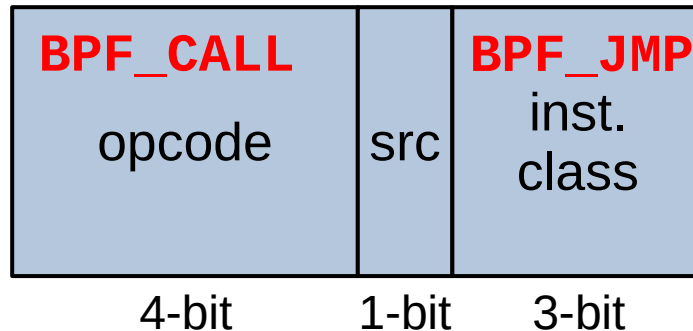 BPF_CALL
opcode
src
BPF_JMP
inst.
class
4-bit
1-bit
3-bit